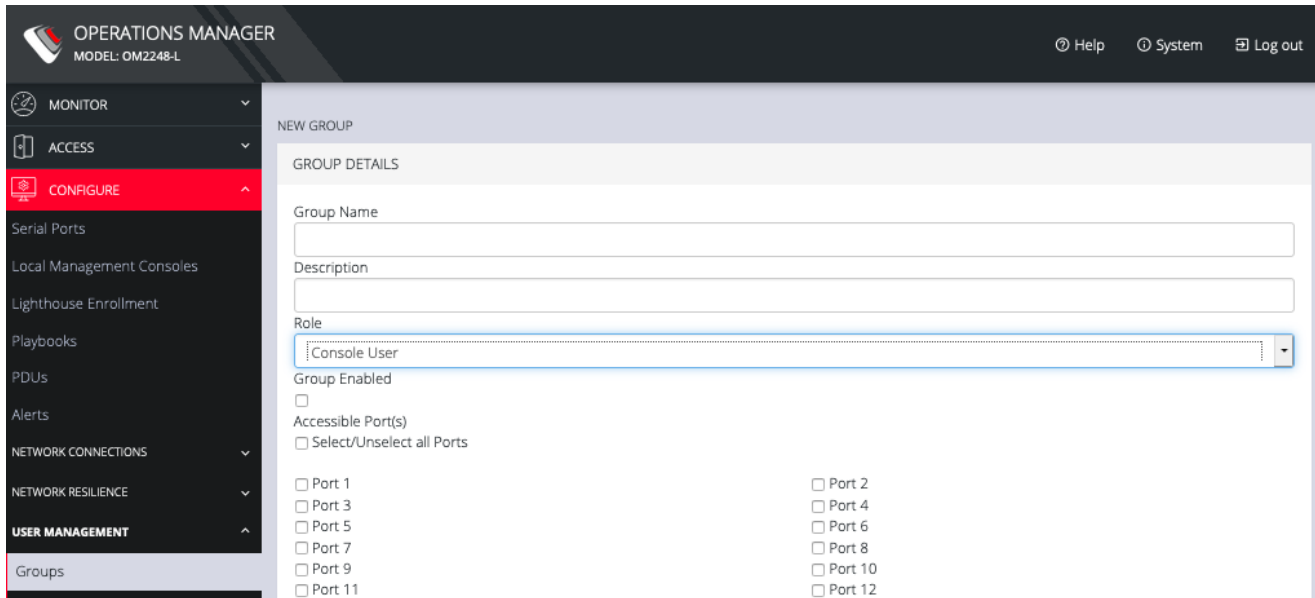 OPERATIONS MANAGER
MODEL: OM2248-L
Help
System
Log out
MONITOR
ACCESS
CONFIGURE
Serial Ports
Local Management Consoles
Lighthouse Enrollment
Playbooks
PDUs
Alerts
NETWORK CONNECTIONS
NETWORK RESILIENCE
USER MANAGEMENT
Groups
NEW GROUP
GROUP DETAILS
Group Name
Description
Role
Console User
Group Enabled
Accessible Port(s)
Select/Unselect all Ports
Port 1
Port 2
Port 3
Port 4
Port 5
Port 6
Port 7
Port 8
Port 9
Port 10
Port 11
Port 12